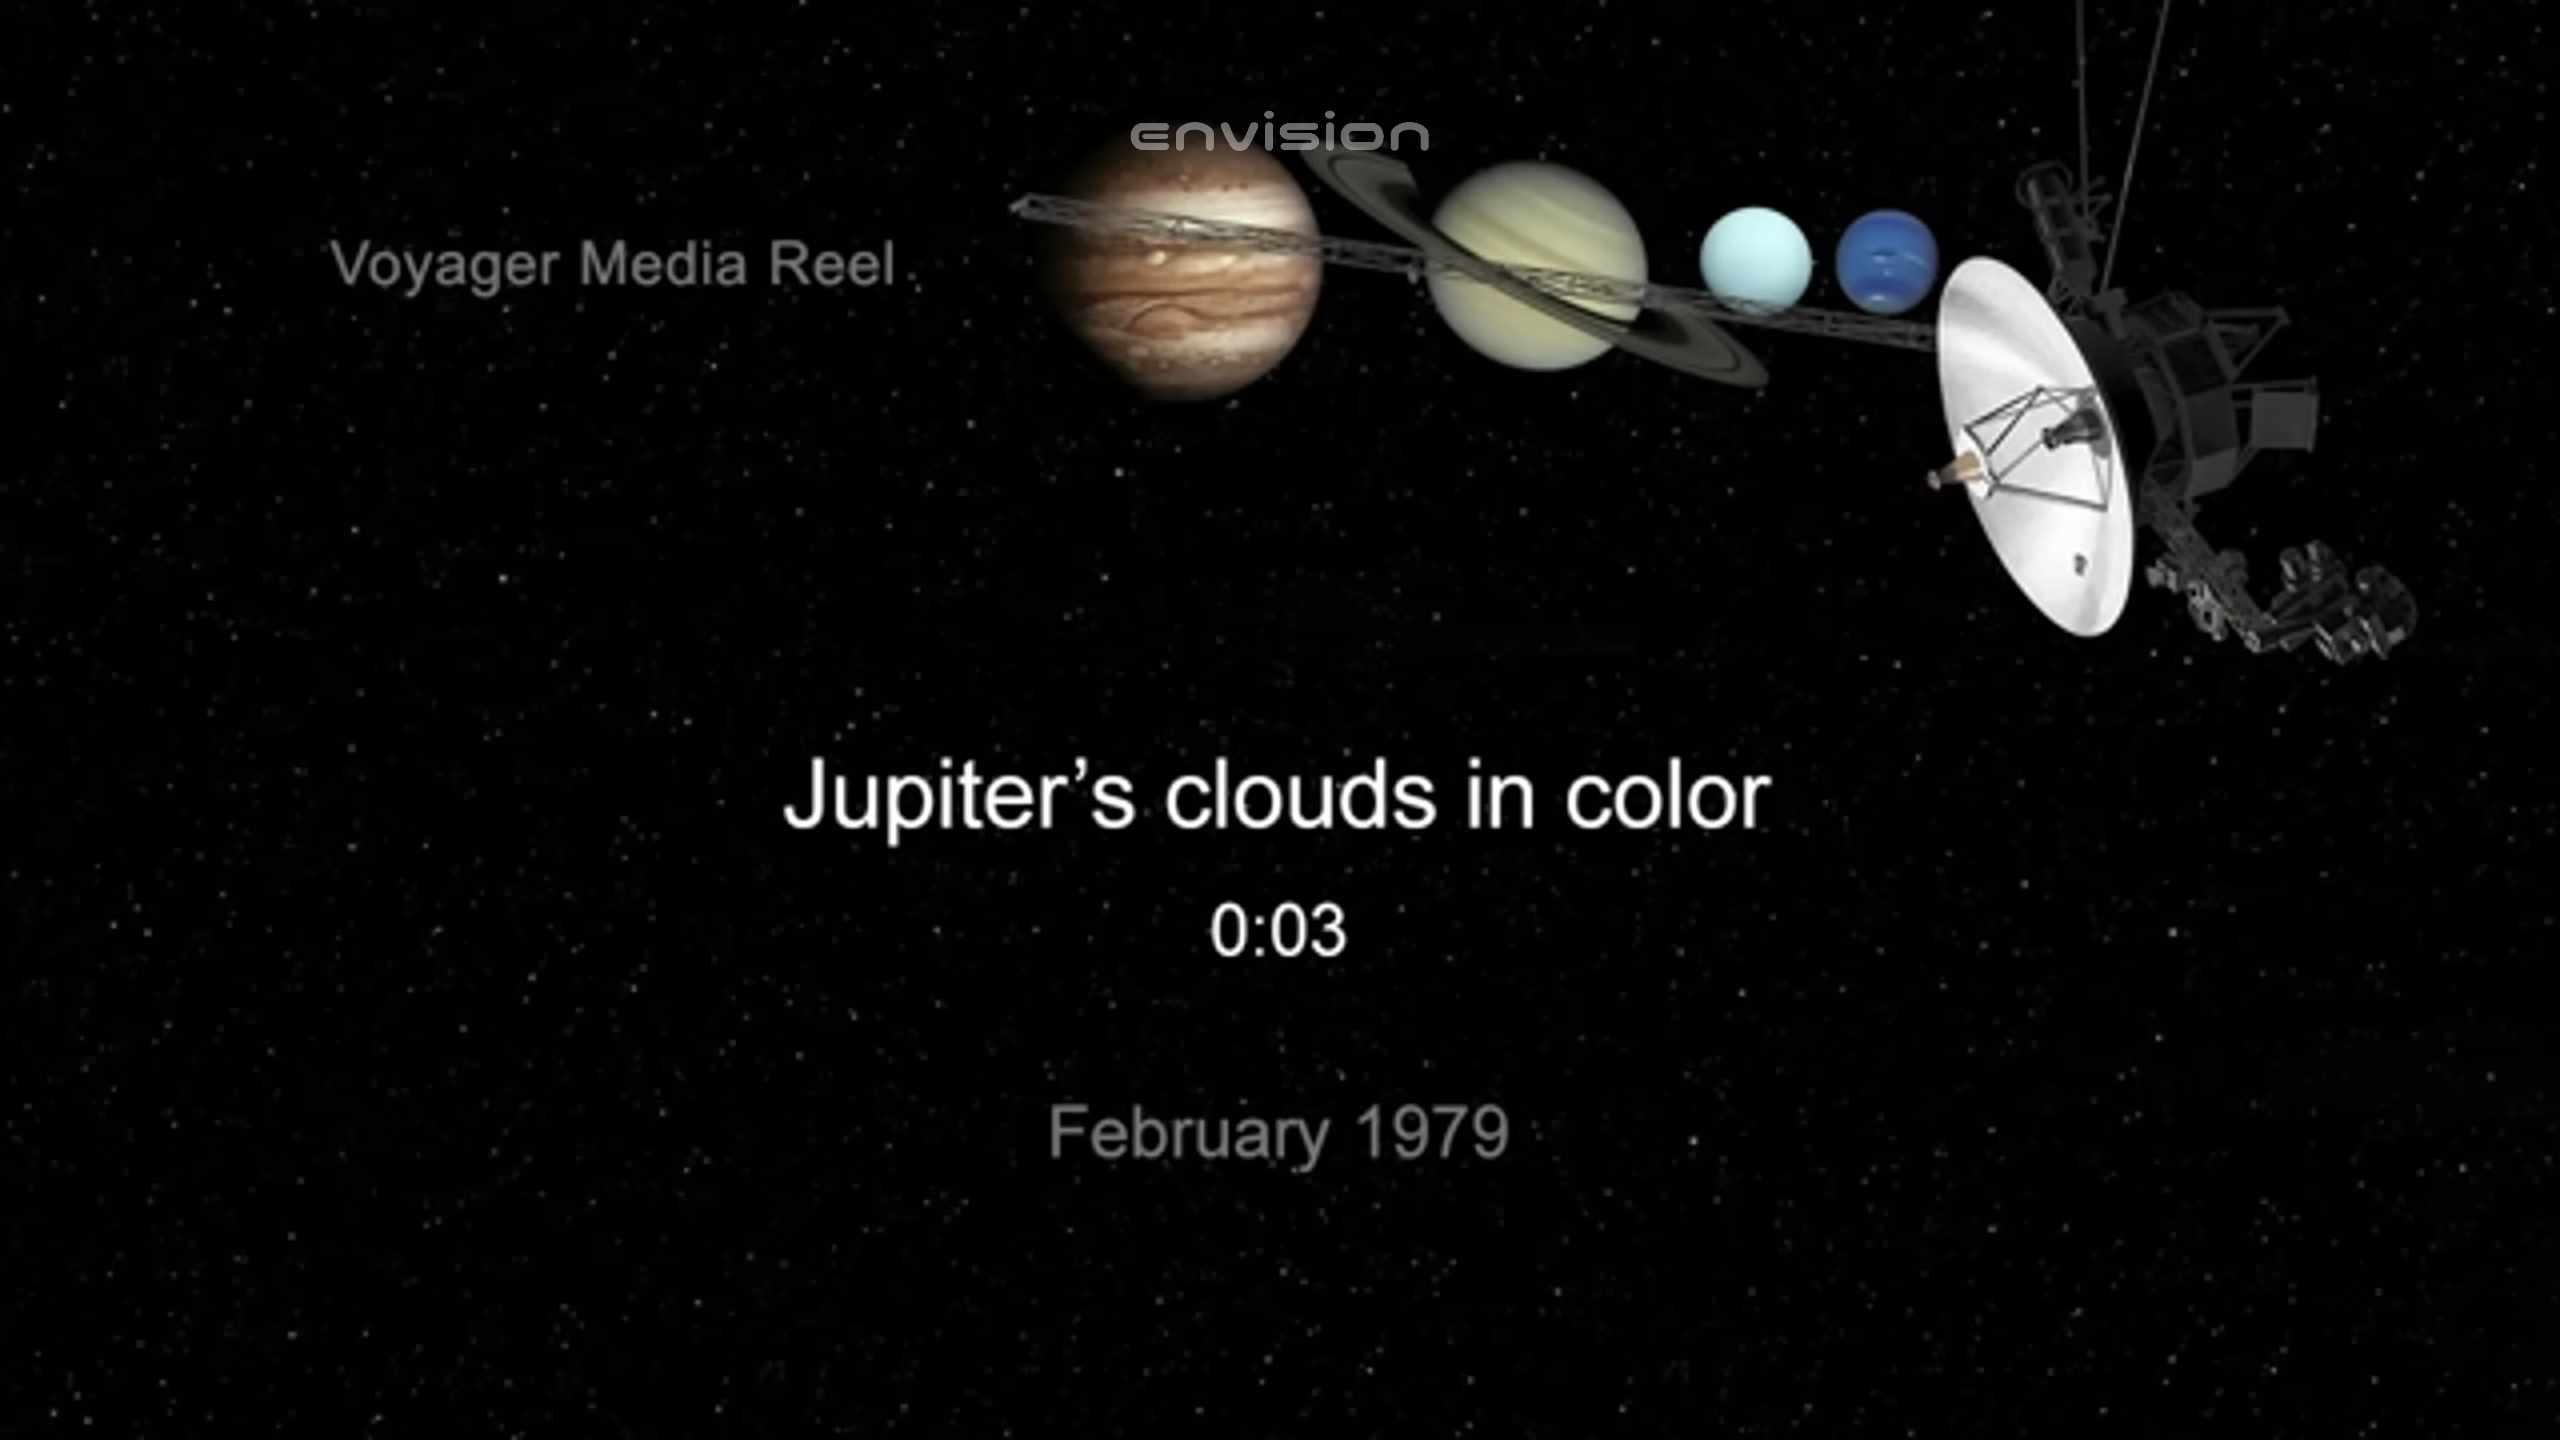 envision
Voyager Media Reel
Jupiter’s clouds in color
0:03
February 1979